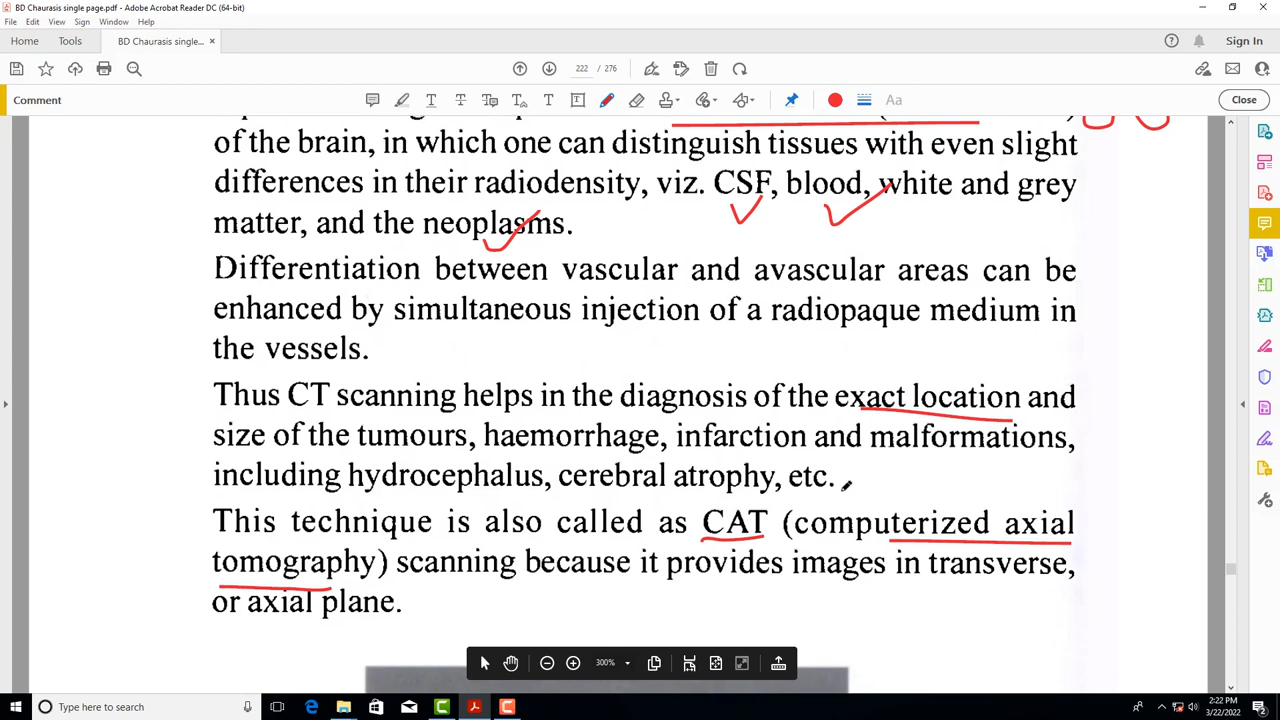 BD Chaurasis single page.pdf - Adobe Acrobat Reader DC (64-bit)
File Edit View Sign Window Help
Home Tools BD Chaurasis single... × Sign In
222 / 276
Comment Aa Close
of the brain, in which one can distinguish tissues with even slight
differences in their radiodensity, viz. CSF, blood, white and grey
matter, and the neoplasms.
Differentiation between vascular and avascular areas can be
enhanced by simultaneous injection of a radiopaque medium in
the vessels.
Thus CT scanning helps in the diagnosis of the exact location and
size of the tumours, haemorrhage, infarction and malformations,
including hydrocephalus, cerebral atrophy, etc.
This technique is also called as CAT (computerized axial
tomography) scanning because it provides images in transverse,
or axial plane.
300%
Type here to search
2:22 PM
3/22/2022